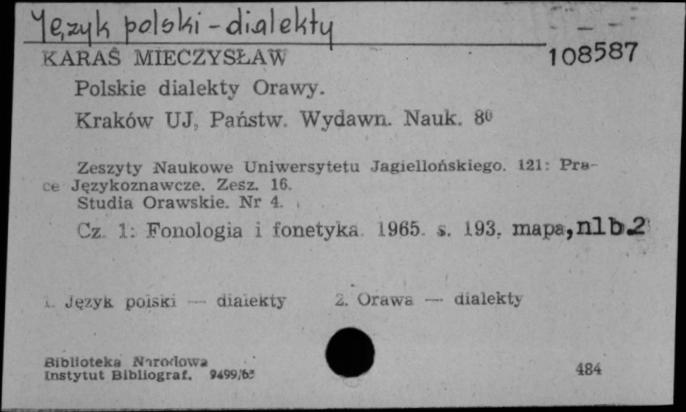 Język polski - dialekty
KARAŚ MIECZYSŁAW 108587
Polskie dialekty Orawy.
Kraków UJ, Państw. Wydawn. Nauk. 8⁰
Zeszyty Naukowe Uniwersytetu Jagiellońskiego. 121: Pra-
ce Językoznawcze. Zesz. 16.
Studia Orawskie. Nr 4.
Cz. 1: Fonologia i fonetyka. 1965. s. 193, mapa, nlb.2
1. Język polski — dialekty 2. Orawa — dialekty
Biblioteka Narodowa
Instytut Bibliograf. 9499/65 484